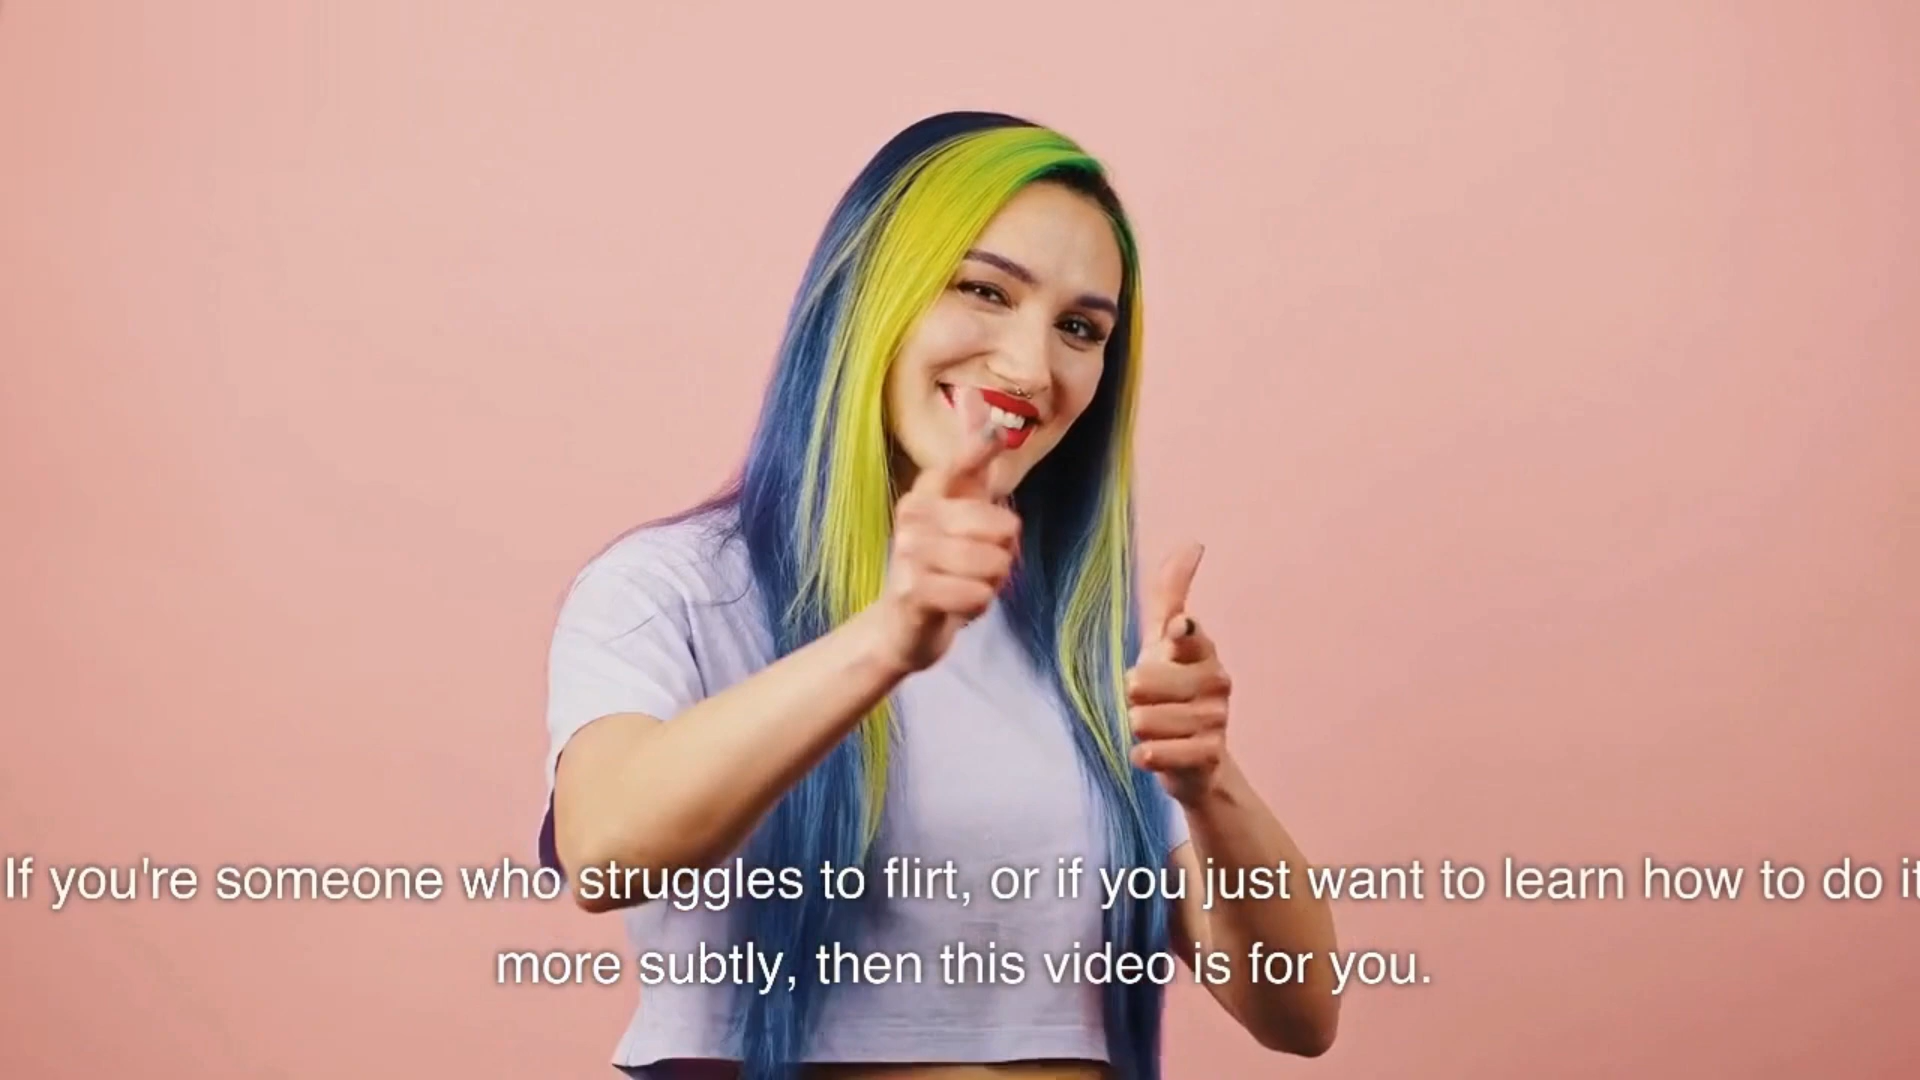 If you're someone who struggles to flirt, or if you just want to learn how to do it
more subtly, then this video is for you.